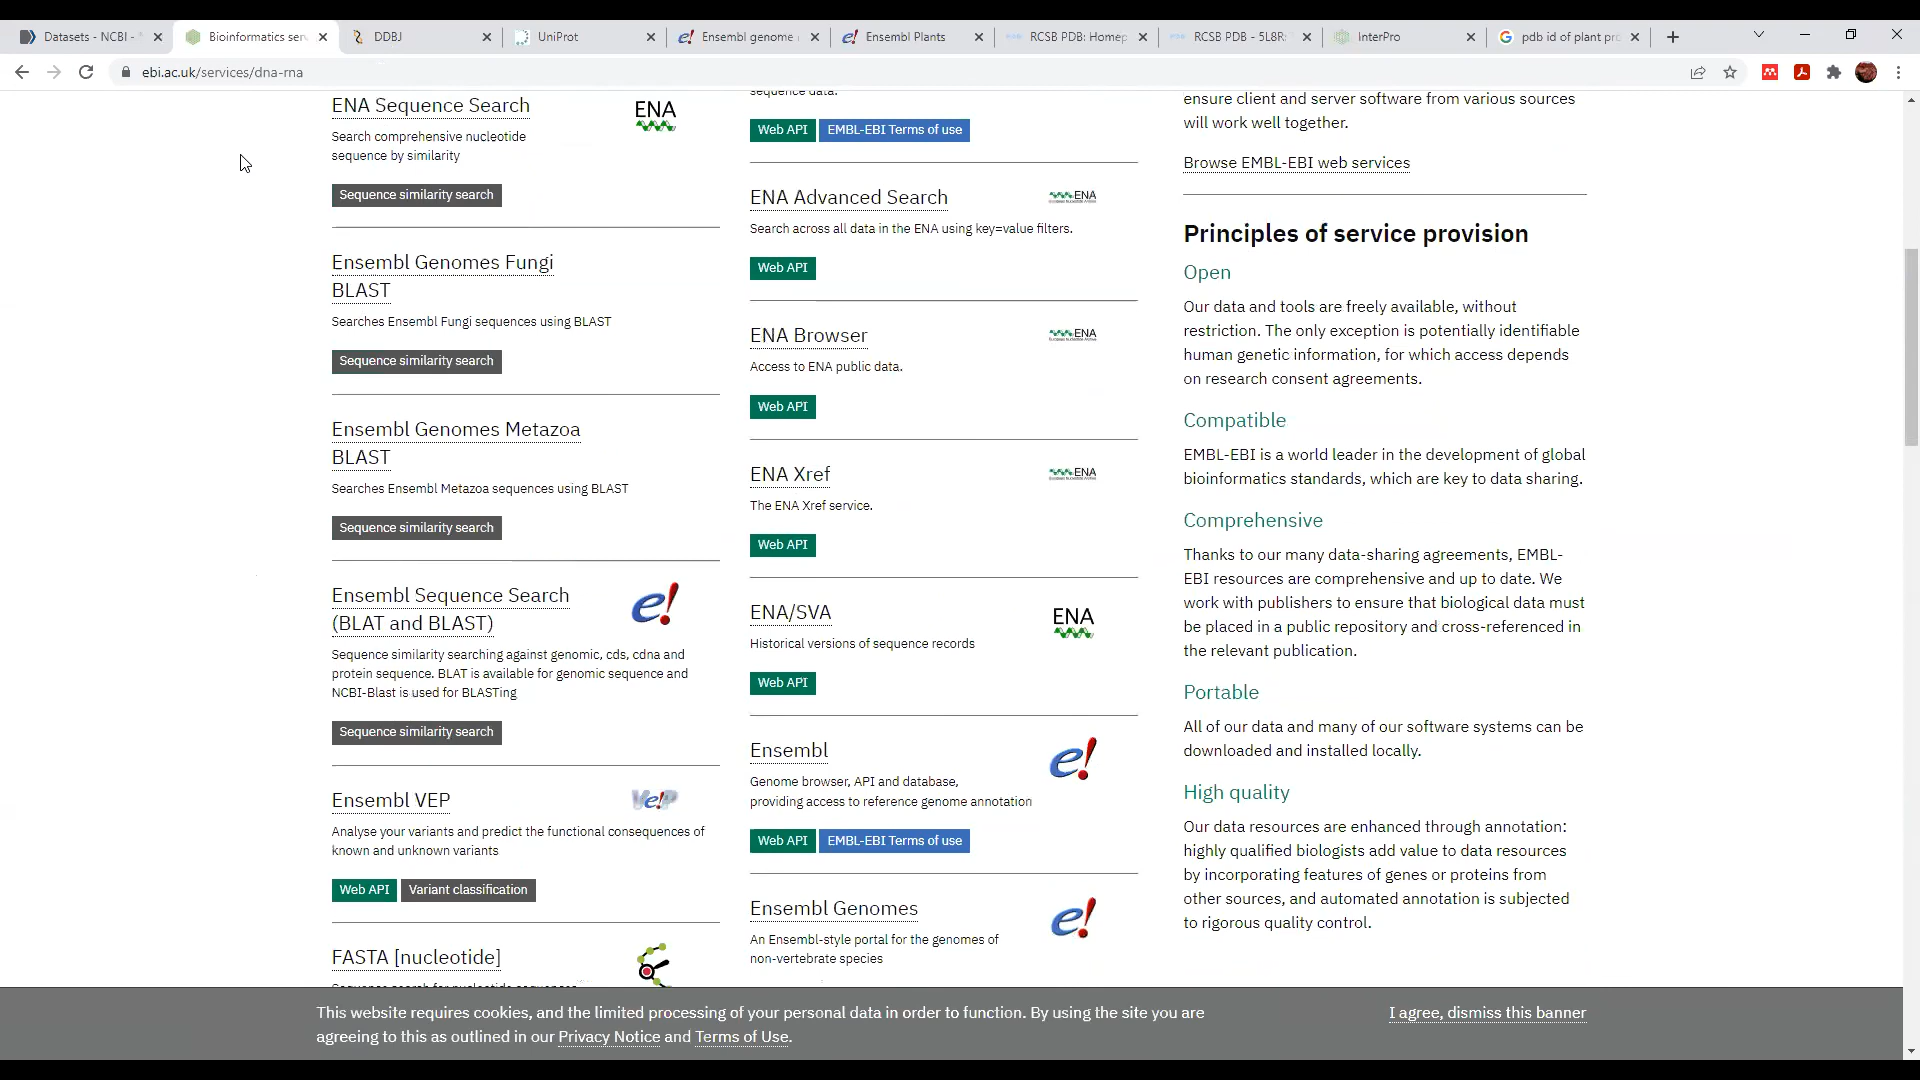 Datasets - NCBI -
Bioinformatics ser
DDBJ
UniProt
Ensembl genome
Ensembl Plants
RCSB PDB: Homep
RCSB PDB - 5L8R:
InterPro
pdb id of plant pro
ebi.ac.uk/services/dna-rna
ENA Sequence Search
ENA
Search comprehensive nucleotide
sequence by similarity
Sequence similarity search
Ensembl Genomes Fungi
BLAST
Searches Ensembl Fungi sequences using BLAST
Sequence similarity search
Ensembl Genomes Metazoa
BLAST
Searches Ensembl Metazoa sequences using BLAST
Sequence similarity search
Ensembl Sequence Search
(BLAT and BLAST)
e!
Sequence similarity searching against genomic, cds, cdna and
protein sequence. BLAT is available for genomic sequence and
NCBI-Blast is used for BLASTing
Sequence similarity search
Ensembl VEP
Ve!P
Analyse your variants and predict the functional consequences of
known and unknown variants
Web API Variant classification
FASTA [nucleotide]
sequence data.
Web API EMBL-EBI Terms of use
ENA Advanced Search
ENA
Search across all data in the ENA using key=value filters.
Web API
ENA Browser
ENA
Access to ENA public data.
Web API
ENA Xref
ENA
The ENA Xref service.
Web API
ENA/SVA
ENA
Historical versions of sequence records
Web API
Ensembl
e!
Genome browser, API and database,
providing access to reference genome annotation
Web API EMBL-EBI Terms of use
Ensembl Genomes
e!
An Ensembl-style portal for the genomes of
non-vertebrate species
ensure client and server software from various sources
will work well together.
Browse EMBL-EBI web services
Principles of service provision
Open
Our data and tools are freely available, without
restriction. The only exception is potentially identifiable
human genetic information, for which access depends
on research consent agreements.
Compatible
EMBL-EBI is a world leader in the development of global
bioinformatics standards, which are key to data sharing.
Comprehensive
Thanks to our many data-sharing agreements, EMBL-
EBI resources are comprehensive and up to date. We
work with publishers to ensure that biological data must
be placed in a public repository and cross-referenced in
the relevant publication.
Portable
All of our data and many of our software systems can be
downloaded and installed locally.
High quality
Our data resources are enhanced through annotation:
highly qualified biologists add value to data resources
by incorporating features of genes or proteins from
other sources, and automated annotation is subjected
to rigorous quality control.
This website requires cookies, and the limited processing of your personal data in order to function. By using the site you are
agreeing to this as outlined in our Privacy Notice and Terms of Use.
I agree, dismiss this banner